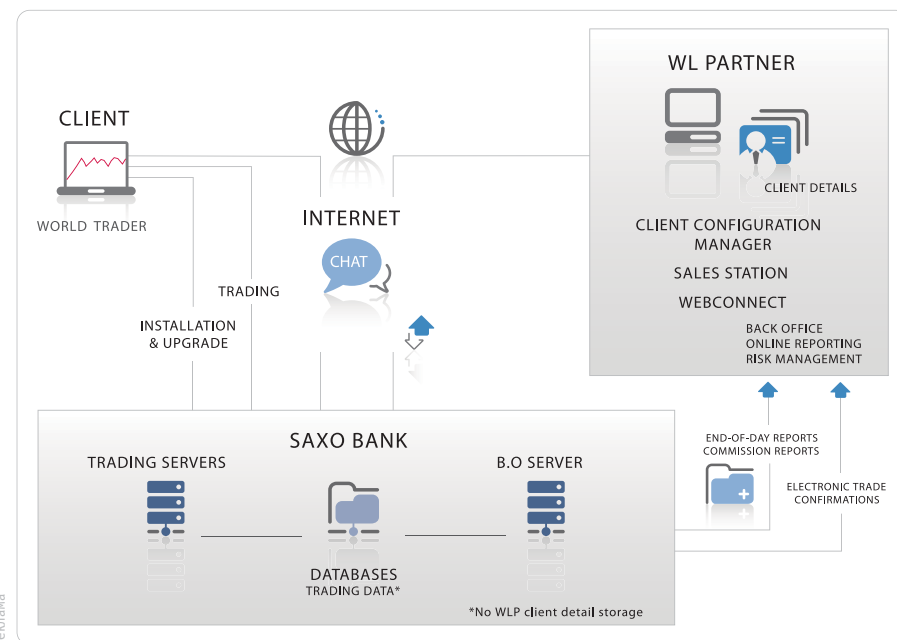 WL PARTNER
CLIENT
CLIENT DETAILS
WORLD TRADER
INTERNET
CLIENT CONFIGURATION
MANAGER
CHAT
SALES STATION
TRADING
WEBCONNECT
INSTALLATION
& UPGRADE
BACK OFFICE
ONLINE REPORTING
RISK MANAGEMENT
SAXO BANK
END-OF-DAY REPORTS
COMMISSION REPORTS
TRADING SERVERS
B.O SERVER
ELECTRONIC TRADE
CONFIRMATIONS
DATABASES
TRADING DATA*
*No WLP client detail storage